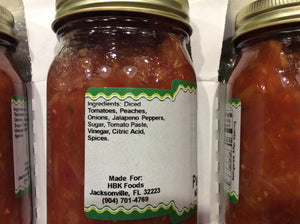 Ingredients: Diced
Tomatoes, Peaches,
Onions, Jalapeno Peppers,
Sugar, Tomato Paste,
Vinegar, Citric Acid,
Spices.
Made For:
HBK Foods
Jacksonville, FL 32223
(904) 701-4769